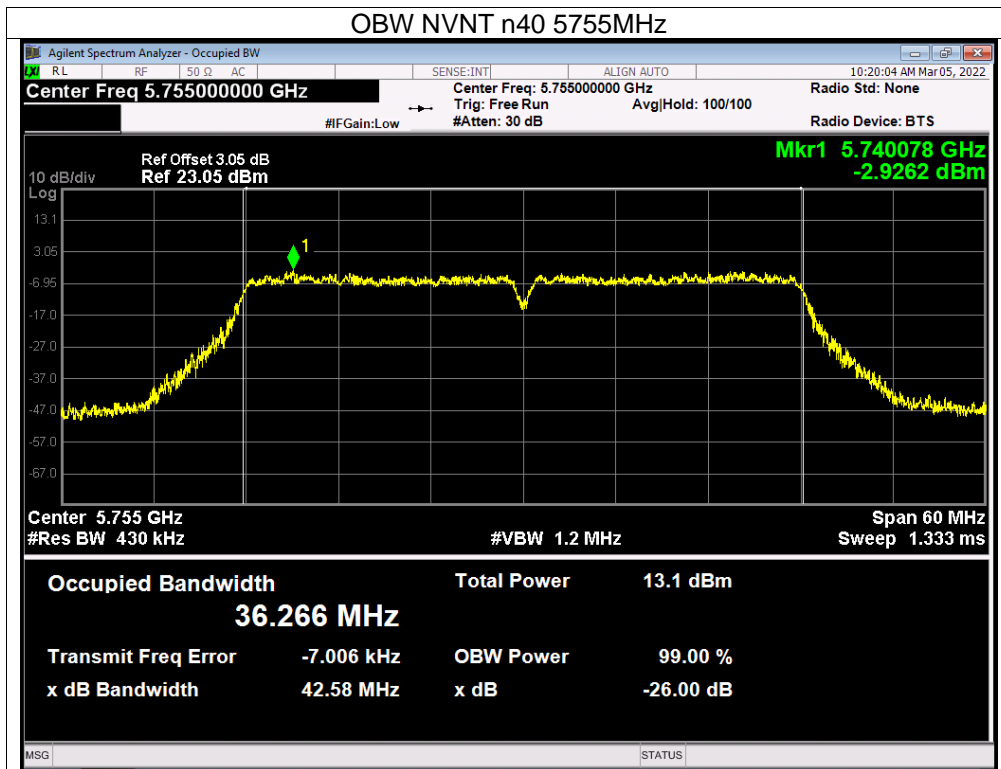 OBW NVNT n40 5755MHz
Agilent Spectrum Analyzer - Occupied BW
LXI RL RF 50 Ω AC SENSE:INT ALIGN AUTO 10:20:04 AM Mar 05, 2022
Center Freq 5.755000000 GHz Center Freq: 5.755000000 GHz Radio Std: None
Trig: Free Run Avg|Hold: 100/100
#IFGain:Low #Atten: 30 dB Radio Device: BTS
Mkr1 5.740078 GHz
-2.9262 dBm
Ref Offset 3.05 dB
10 dB/div Ref 23.05 dBm
Log
13.1
1
3.05
-6.95
-17.0
-27.0
-37.0
-47.0
-57.0
-67.0
Center 5.755 GHz Span 60 MHz
#Res BW 430 kHz #VBW 1.2 MHz Sweep 1.333 ms
Occupied Bandwidth Total Power 13.1 dBm
36.266 MHz
Transmit Freq Error -7.006 kHz OBW Power 99.00 %
x dB Bandwidth 42.58 MHz x dB -26.00 dB
MSG STATUS